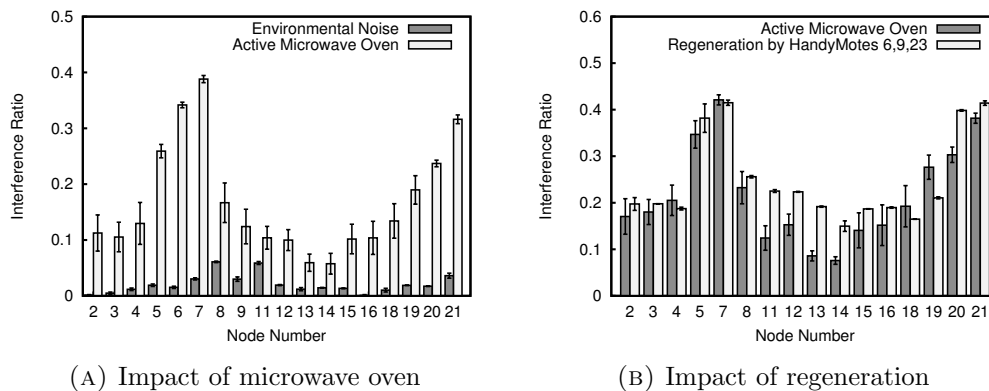 0.5
0.4
0.3
0.2
0.1
0
Interference Ratio
Environmental Noise
Active Microwave Oven
2 3 4 5 6 7 8 9 11 12 13 14 15 16 18 19 20 21
Node Number
(A) Impact of microwave oven
0.6
0.5
0.4
0.3
0.2
0.1
0
Interference Ratio
Active Microwave Oven
Regeneration by HandyMotes 6,9,23
2 3 4 5 7 8 11 12 13 14 15 16 18 19 20 21
Node Number
(B) Impact of regeneration